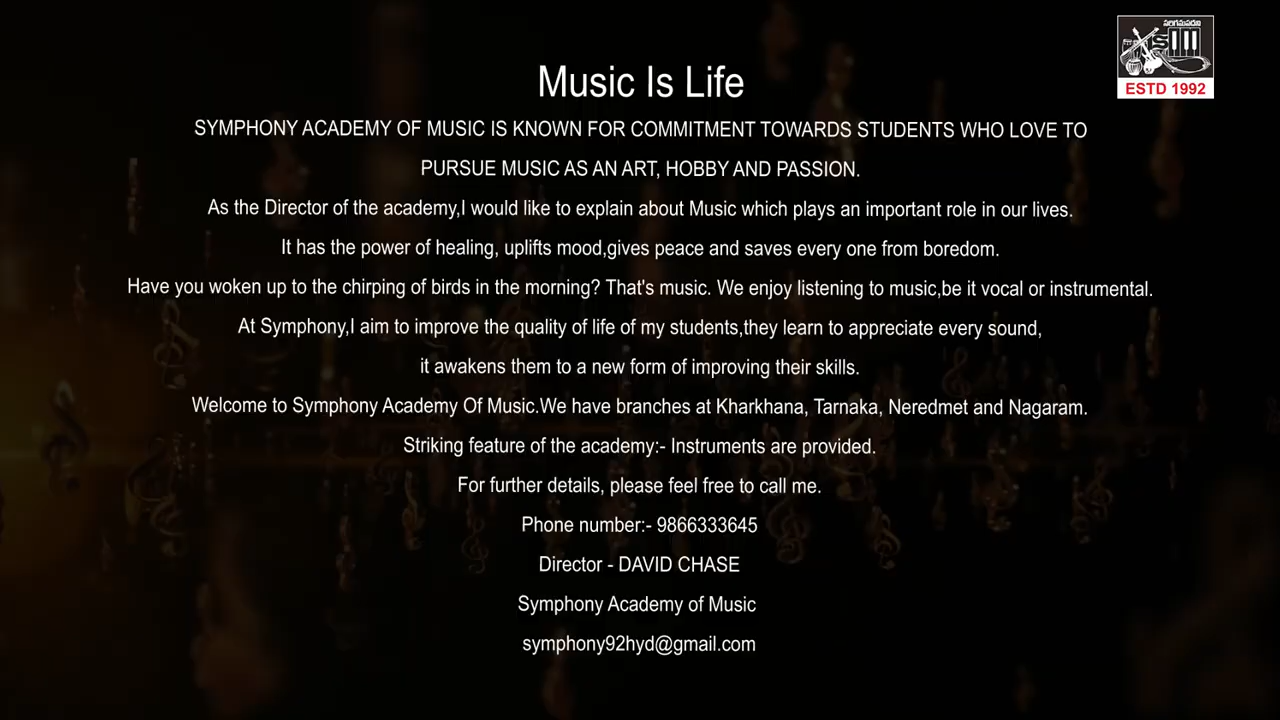 సరిగమపదని
ESTD 1992
Music Is Life
SYMPHONY ACADEMY OF MUSIC IS KNOWN FOR COMMITMENT TOWARDS STUDENTS WHO LOVE TO
PURSUE MUSIC AS AN ART, HOBBY AND PASSION.
As the Director of the academy,I would like to explain about Music which plays an important role in our lives.
It has the power of healing, uplifts mood,gives peace and saves every one from boredom.
Have you woken up to the chirping of birds in the morning? That's music. We enjoy listening to music,be it vocal or instrumental.
At Symphony,I aim to improve the quality of life of my students,they learn to appreciate every sound,
it awakens them to a new form of improving their skills.
Welcome to Symphony Academy Of Music.We have branches at Kharkhana, Tarnaka, Neredmet and Nagaram.
Striking feature of the academy:- Instruments are provided.
For further details, please feel free to call me.
Phone number:- 9866333645
Director - DAVID CHASE
Symphony Academy of Music
symphony92hyd@gmail.com